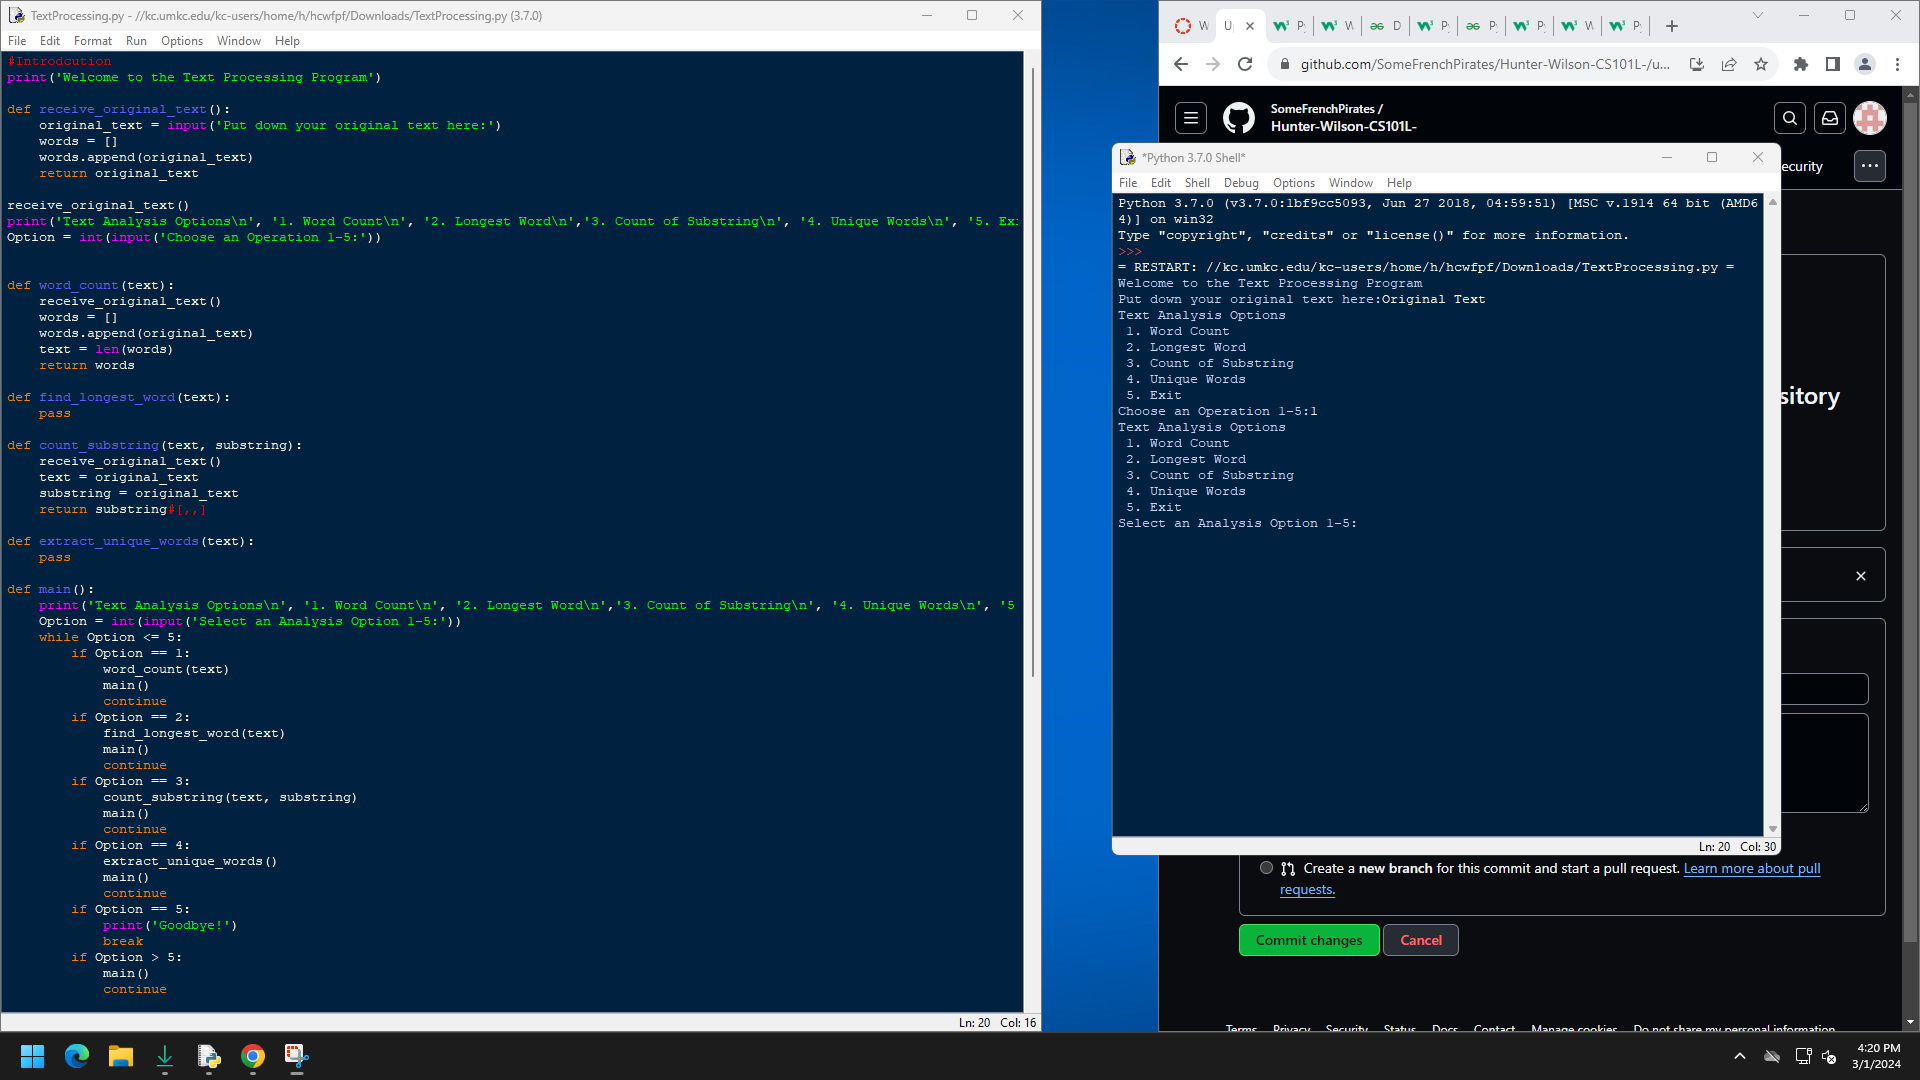 TextProcessing.py - //kc.umkc.edu/kc-users/home/h/hcwfpf/Downloads/TextProcessing.py (3.7.0)
File Edit Format Run Options Window Help
#Introdcution
print('Welcome to the Text Processing Program')
def receive_original_text():
original_text = input('Put down your original text here:')
words = []
words.append(original_text)
return original_text
receive_original_text()
print('Text Analysis Options\n', '1. Word Count\n', '2. Longest Word\n','3. Count of Substring\n', '4. Unique Words\n', '5. Ex
Option = int(input('Choose an Operation 1-5:'))
def word_count(text):
receive_original_text()
words = []
words.append(original_text)
text = len(words)
return words
def find_longest_word(text):
pass
def count_substring(text, substring):
receive_original_text()
text = original_text
substring = original_text
return substring#[,,]
def extract_unique_words(text):
pass
def main():
print('Text Analysis Options\n', '1. Word Count\n', '2. Longest Word\n','3. Count of Substring\n', '4. Unique Words\n', '5
Option = int(input('Select an Analysis Option 1-5:'))
while Option <= 5:
if Option == 1:
word_count(text)
main()
continue
if Option == 2:
find_longest_word(text)
main()
continue
if Option == 3:
count_substring(text, substring)
main()
continue
if Option == 4:
extract_unique_words()
main()
continue
if Option == 5:
print('Goodbye!')
break
if Option > 5:
main()
continue
Ln: 20 Col: 16
github.com/SomeFrenchPirates/Hunter-Wilson-CS101L-/u...
SomeFrenchPirates /
Hunter-Wilson-CS101L-
ecurity
*Python 3.7.0 Shell*
File Edit Shell Debug Options Window Help
Python 3.7.0 (v3.7.0:1bf9cc5093, Jun 27 2018, 04:59:51) [MSC v.1914 64 bit (AMD6
4)] on win32
Type "copyright", "credits" or "license()" for more information.
>>>
= RESTART: //kc.umkc.edu/kc-users/home/h/hcwfpf/Downloads/TextProcessing.py =
Welcome to the Text Processing Program
Put down your original text here:Original Text
Text Analysis Options
1. Word Count
2. Longest Word
3. Count of Substring
4. Unique Words
5. Exit
Choose an Operation 1-5:1
Text Analysis Options
1. Word Count
2. Longest Word
3. Count of Substring
4. Unique Words
5. Exit
Select an Analysis Option 1-5:
Ln: 20 Col: 30
sitory
Create a new branch for this commit and start a pull request. Learn more about pull
requests.
Commit changes Cancel
Terms Privacy Security Status Docs Contact Manage cookies Do not share my personal information
4:20 PM
3/1/2024